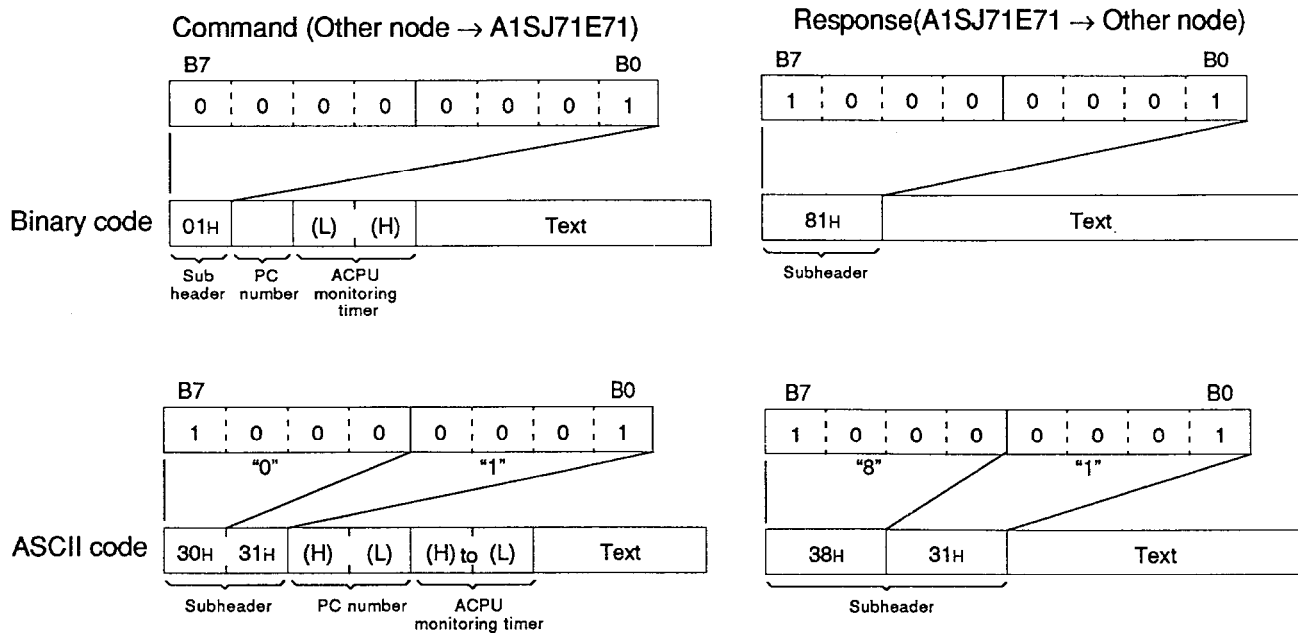 Command (Other node → A1SJ71E71)
B7 B0
0 0 0 0 0 0 0 1
Binary code
01H (L) (H) Text
Sub header
PC number
ACPU monitoring timer
Response(A1SJ71E71 → Other node)
B7 B0
1 0 0 0 0 0 0 1
81H Text
Subheader
B7 B0
1 0 0 0 0 0 0 1
“0” “1”
ASCII code
30H 31H (H) (L) (H) to (L) Text
Subheader
PC number
ACPU monitoring timer
B7 B0
1 0 0 0 0 0 0 1
“8” “1”
38H 31H Text
Subheader